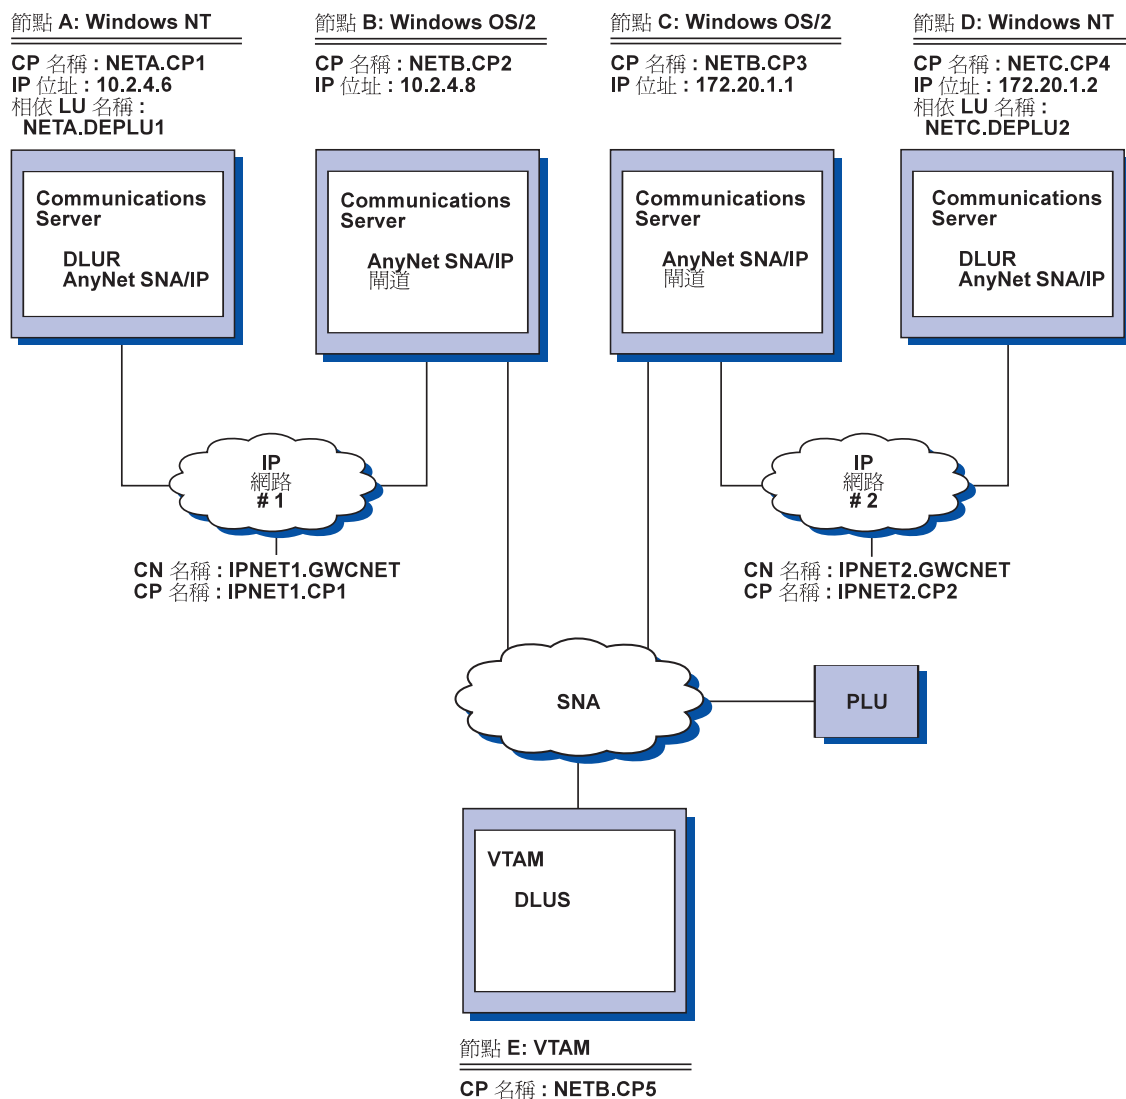 節點 A: Windows NT
CP 名稱 : NETA.CP1
IP 位址 : 10.2.4.6
相依 LU 名稱 :
NETA.DEPLU1
節點 B: Windows OS/2
CP 名稱 : NETB.CP2
IP 位址 : 10.2.4.8
節點 C: Windows OS/2
CP 名稱 : NETB.CP3
IP 位址 : 172.20.1.1
節點 D: Windows NT
CP 名稱 : NETC.CP4
IP 位址 : 172.20.1.2
相依 LU 名稱 :
NETC.DEPLU2
Communications
Server
DLUR
AnyNet SNA/IP
Communications
Server
AnyNet SNA/IP
閘道
Communications
Server
AnyNet SNA/IP
閘道
Communications
Server
DLUR
AnyNet SNA/IP
IP
網路
# 1
IP
網路
# 2
CN 名稱 : IPNET1.GWCNET
CP 名稱 : IPNET1.CP1
CN 名稱 : IPNET2.GWCNET
CP 名稱 : IPNET2.CP2
SNA
PLU
VTAM
DLUS
節點 E: VTAM
CP 名稱 : NETB.CP5